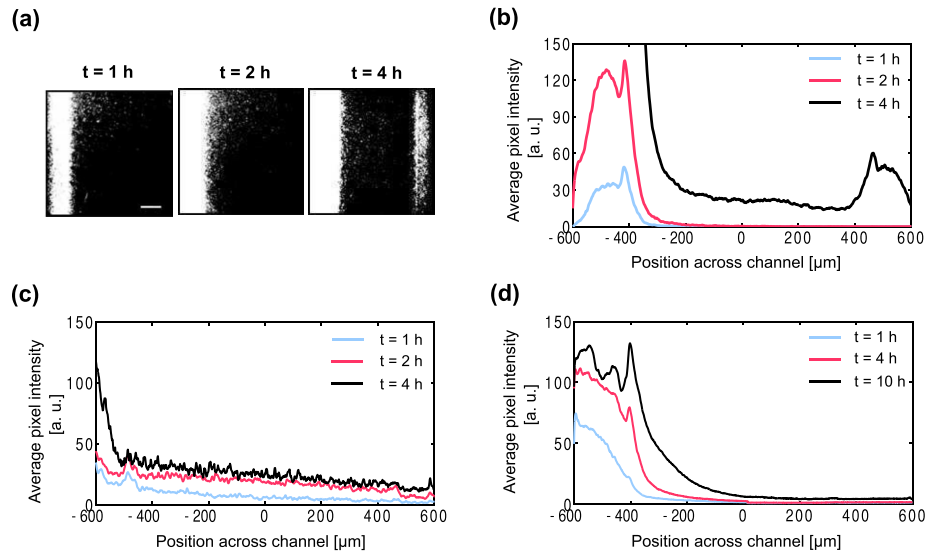 (a)
t = 1 h
t = 2 h
t = 4 h
(b)
Average pixel intensity
[a. u.]
150
120
90
60
30
0
- 600
- 400
- 200
0
200
400
600
Position across channel [µm]
t = 1 h
t = 2 h
t = 4 h
(c)
Average pixel intensity
[a. u.]
150
100
50
0
- 600
- 400
- 200
0
200
400
600
Position across channel [µm]
t = 1 h
t = 2 h
t = 4 h
(d)
Average pixel intensity
[a. u.]
150
100
50
0
- 600
- 400
- 200
0
200
400
600
Position across channel [µm]
t = 1 h
t = 4 h
t = 10 h